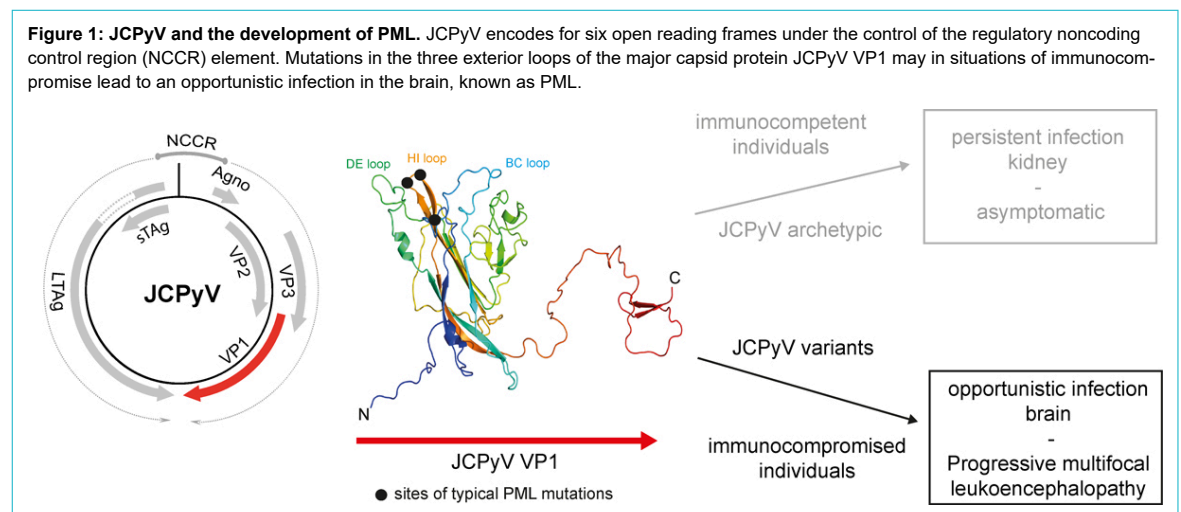 Figure 1: JCPyV and the development of PML. JCPyV encodes for six open reading frames under the control of the regulatory noncoding
control region (NCCR) element. Mutations in the three exterior loops of the major capsid protein JCPyV VP1 may in situations of immunocom-
promise lead to an opportunistic infection in the brain, known as PML.
NCCR
Agno
sTAg
VP2
VP3
LTAg
JCPyV
VP1
DE loop
HI loop
BC loop
N
C
JCPyV VP1
sites of typical PML mutations
immunocompetent
individuals
JCPyV archetypic
persistent infection
kidney
-
asymptomatic
JCPyV variants
immunocompromised
individuals
opportunistic infection
brain
-
Progressive multifocal
leukoencephalopathy